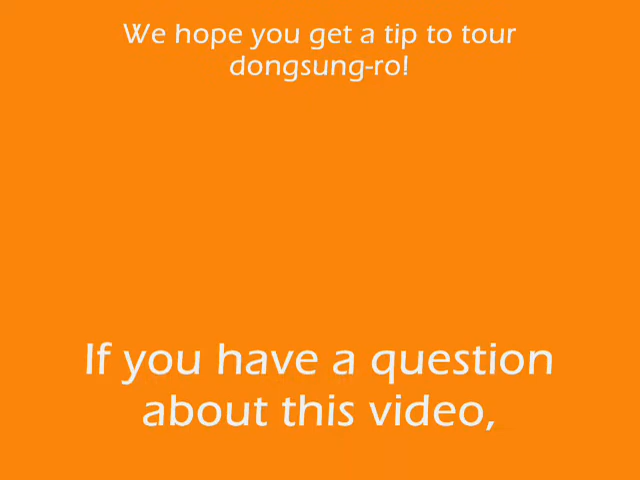 We hope you get a tip to tour
dongsung-ro!
If you have a question
about this video,